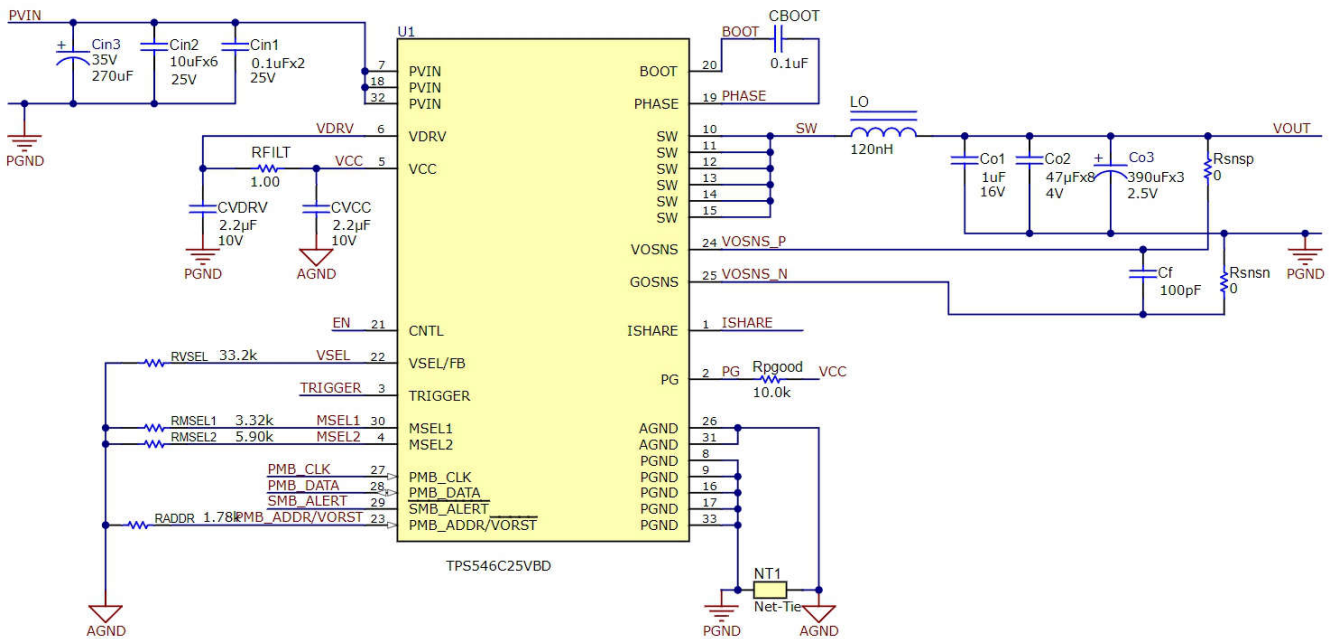 PVIN
Cin3
35V
270uF
Cin2
10uFx6
25V
Cin1
0.1uFx2
25V
PGND
U1
7 PVIN
18 PVIN
32 PVIN
VDRV 6 VDRV
VCC 5 VCC
RFILT
1.00
CVDRV
2.2µF
10V
PGND
CVCC
2.2µF
10V
AGND
EN 21 CNTL
RVSEL 33.2k VSEL 22 VSEL/FB
TRIGGER 3 TRIGGER
RMSEL1 3.32k MSEL1 30 MSEL1
RMSEL2 5.90k MSEL2 4 MSEL2
PMB_CLK 27 PMB_CLK
PMB_DATA 28 PMB_DATA
SMB_ALERT 29 SMB_ALERT
RADDR 1.78k PMB_ADDR/VORST 23 PMB_ADDR/VORST
AGND
TPS546C25VBD
CBOOT
0.1uF
BOOT 20 BOOT
PHASE 19 PHASE
SW 10 SW
SW 11
SW 12
SW 13
SW 14
SW 15
LO
120nH
VOUT
Co1
1uF
16V
Co2
47µFx8
4V
Co3
390uFx3
2.5V
Rsnsp
0
VOSNS 24 VOSNS_P
GOSNS 25 VOSNS_N
Cf
100pF
Rsnsn
0
PGND
ISHARE 1 ISHARE
PG 2 PG
Rpgood
10.0k
VCC
AGND 26
AGND 31
PGND 8
PGND 9
PGND 16
PGND 17
PGND 33
NT1
Net-Tie
PGND
AGND